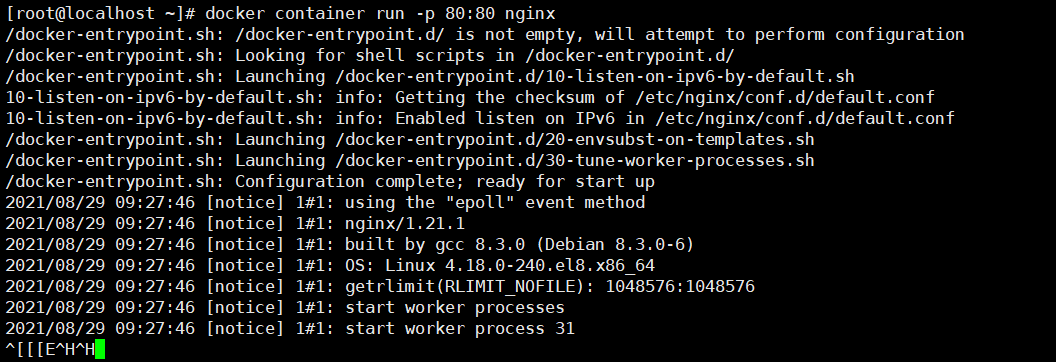 [root@localhost ~]# docker container run -p 80:80 nginx
/docker-entrypoint.sh: /docker-entrypoint.d/ is not empty, will attempt to perform configuration
/docker-entrypoint.sh: Looking for shell scripts in /docker-entrypoint.d/
/docker-entrypoint.sh: Launching /docker-entrypoint.d/10-listen-on-ipv6-by-default.sh
10-listen-on-ipv6-by-default.sh: info: Getting the checksum of /etc/nginx/conf.d/default.conf
10-listen-on-ipv6-by-default.sh: info: Enabled listen on IPv6 in /etc/nginx/conf.d/default.conf
/docker-entrypoint.sh: Launching /docker-entrypoint.d/20-envsubst-on-templates.sh
/docker-entrypoint.sh: Launching /docker-entrypoint.d/30-tune-worker-processes.sh
/docker-entrypoint.sh: Configuration complete; ready for start up
2021/08/29 09:27:46 [notice] 1#1: using the "epoll" event method
2021/08/29 09:27:46 [notice] 1#1: nginx/1.21.1
2021/08/29 09:27:46 [notice] 1#1: built by gcc 8.3.0 (Debian 8.3.0-6)
2021/08/29 09:27:46 [notice] 1#1: OS: Linux 4.18.0-240.el8.x86_64
2021/08/29 09:27:46 [notice] 1#1: getrlimit(RLIMIT_NOFILE): 1048576:1048576
2021/08/29 09:27:46 [notice] 1#1: start worker processes
2021/08/29 09:27:46 [notice] 1#1: start worker process 31
^[[[E^H^H